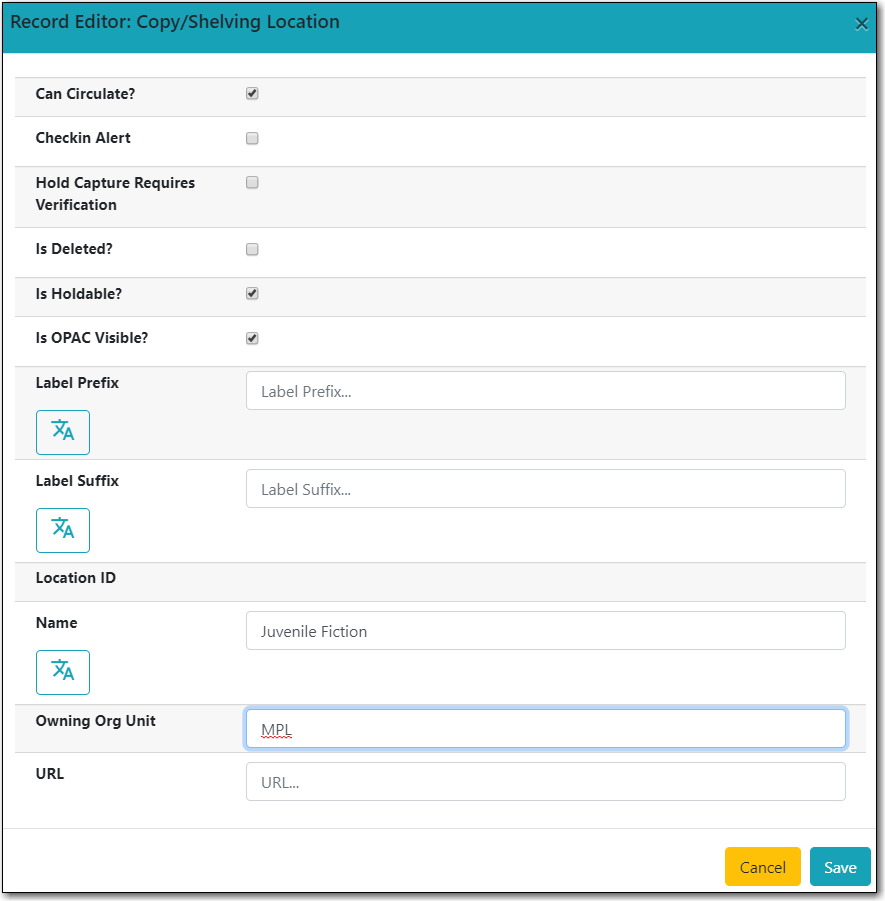 Record Editor: Copy/Shelving Location ×
Can Circulate?
Checkin Alert
Hold Capture Requires
Verification
Is Deleted?
Is Holdable?
Is OPAC Visible?
Label Prefix Label Prefix...
Label Suffix Label Suffix...
Location ID
Name Juvenile Fiction
Owning Org Unit MPL
URL URL...
Cancel Save